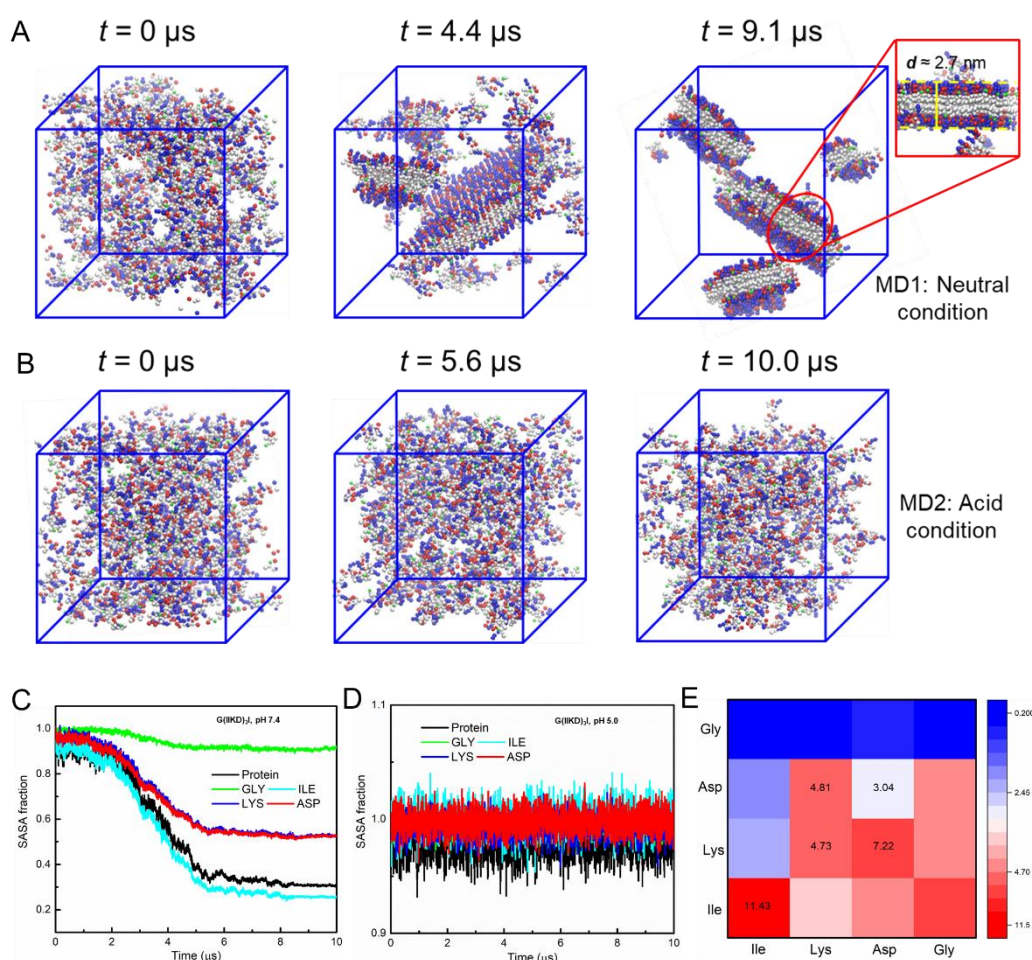 A
t = 0 µs
t = 4.4 µs
t = 9.1 µs
d ≈ 2.7 nm
MD1: Neutral
condition
B
t = 0 µs
t = 5.6 µs
t = 10.0 µs
MD2: Acid
condition
C
G(IIKD)₃I, pH 7.4
Protein
GLY ILE
LYS ASP
SASA fraction
1.0
0.8
0.6
0.4
0.2
0 2 4 6 8 10
Time (µs)
D
G(IIKD)₃I, pH 5.0
Protein
GLY ILE
LYS ASP
SASA fraction
1.1
1.0
0.9
0 2 4 6 8 10
Time (µs)
E
Gly
Asp
4.81 3.04
Lys
4.73 7.22
Ile
11.43
Ile Lys Asp Gly
0.200
2.45
4.70
11.5